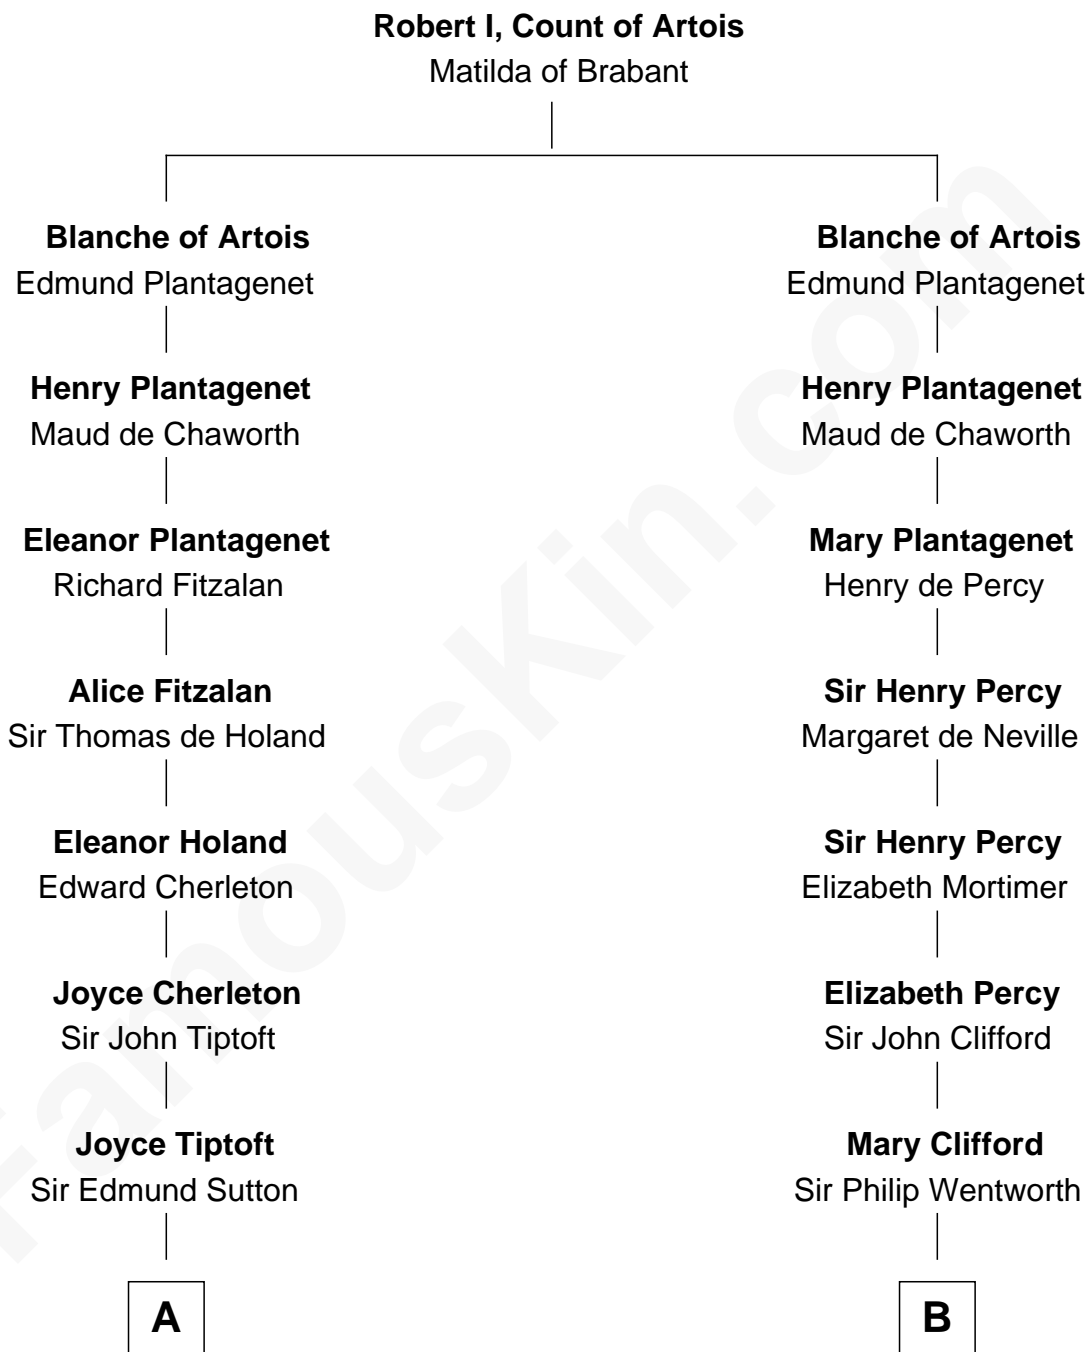 Robert I, Count of Artois
Matilda of Brabant
Blanche of Artois
Edmund Plantagenet
Henry Plantagenet
Maud de Chaworth
Eleanor Plantagenet
Richard Fitzalan
Alice Fitzalan
Sir Thomas de Holand
Eleanor Holand
Edward Cherleton
Joyce Cherleton
Sir John Tiptoft
Joyce Tiptoft
Sir Edmund Sutton
A
Blanche of Artois
Edmund Plantagenet
Henry Plantagenet
Maud de Chaworth
Mary Plantagenet
Henry de Percy
Sir Henry Percy
Margaret de Neville
Sir Henry Percy
Elizabeth Mortimer
Elizabeth Percy
Sir John Clifford
Mary Clifford
Sir Philip Wentworth
B
FamousKin.com